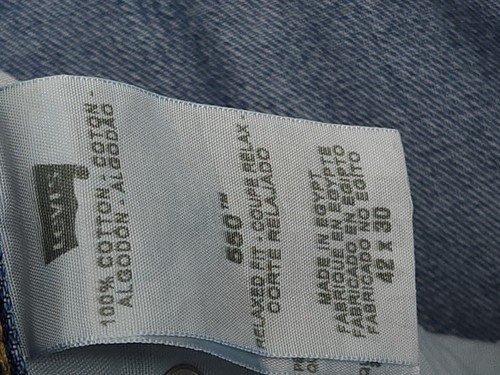 LEVI'S
100% COTTON - COTON -
ALGODÓN - ALGODÃO
550™
RELAXED FIT - COUPE RELAX -
CORTE RELAJADO
MADE IN EGYPT
FABRIQUE EN EGYPTE
FABRICADO EN EGIPTO
FABRICADO NO EGITO
42 X 30